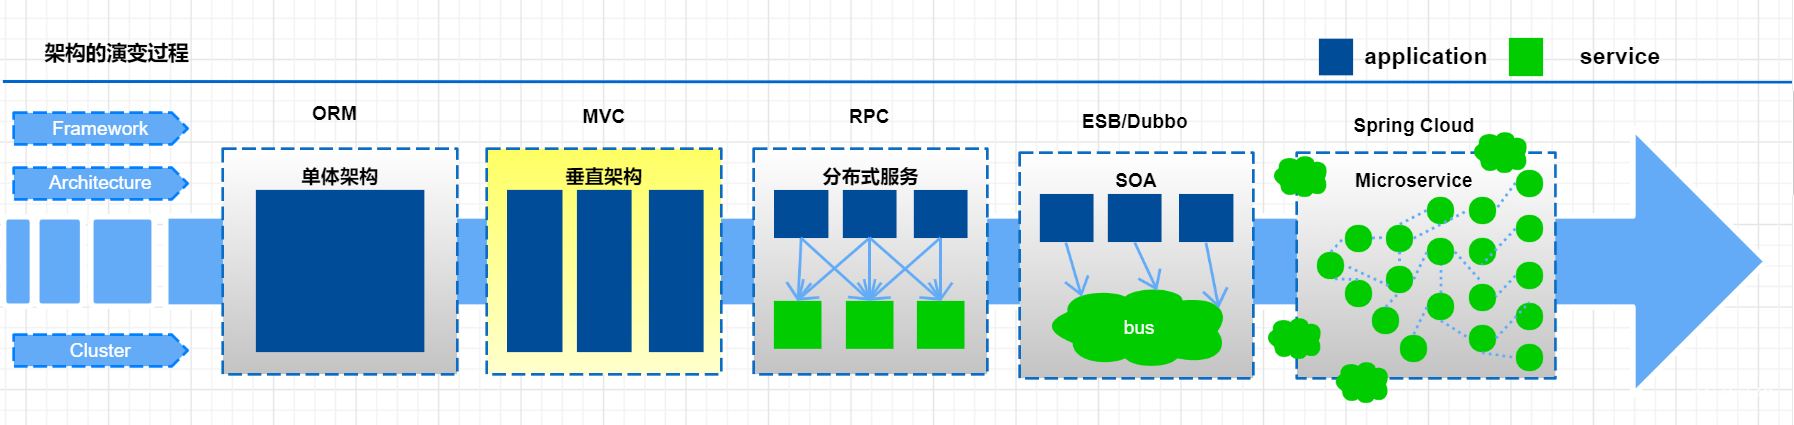 架构的演变过程
application
service
Framework
Architecture
Cluster
ORM
单体架构
MVC
垂直架构
RPC
分布式服务
ESB/Dubbo
SOA
bus
Spring Cloud
Microservice